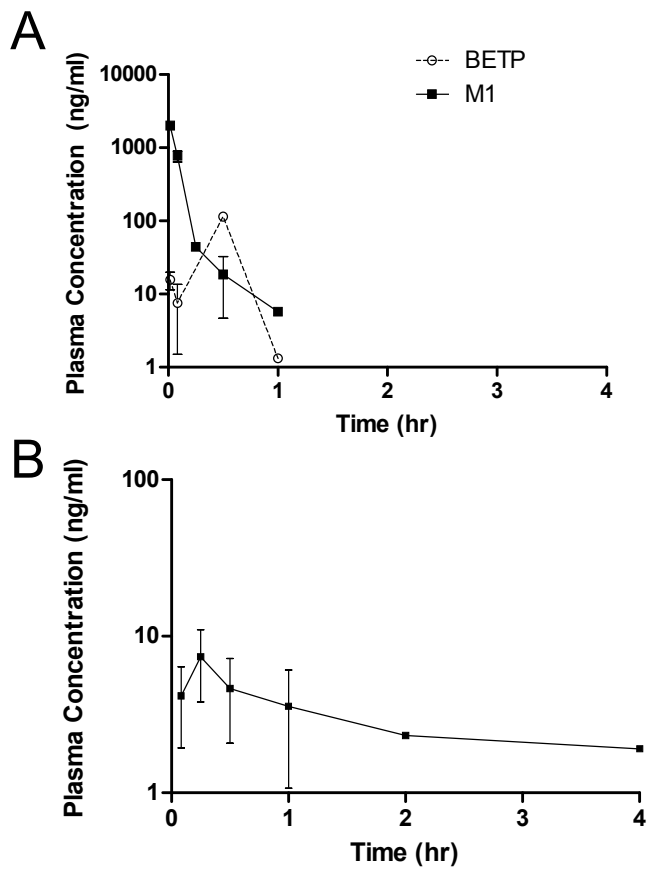 A
BETP
M1
Plasma Concentration (ng/ml)
10000
1000
100
10
1
0
1
2
3
4
Time (hr)
B
Plasma Concentration (ng/ml)
100
10
1
0
1
2
3
4
Time (hr)